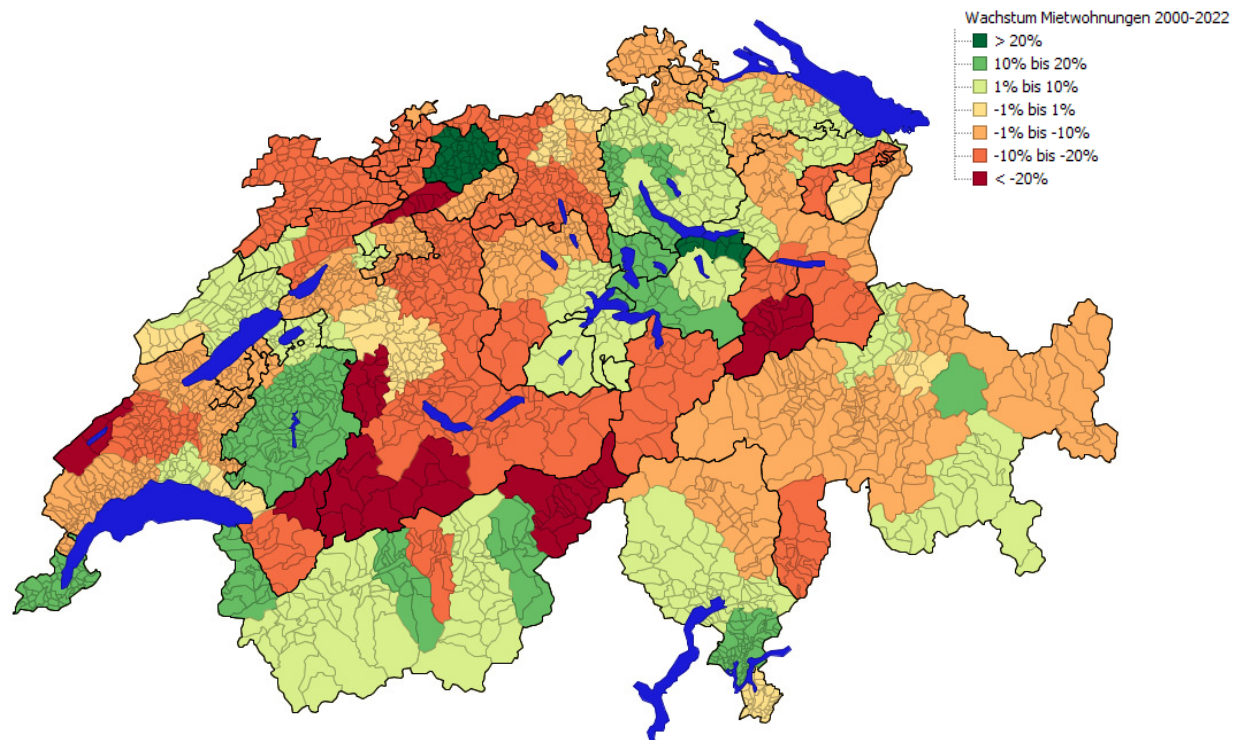 Wachstum Mietwohnungen 2000-2022
> 20%
10% bis 20%
1% bis 10%
-1% bis 1%
-1% bis -10%
-10% bis -20%
< -20%